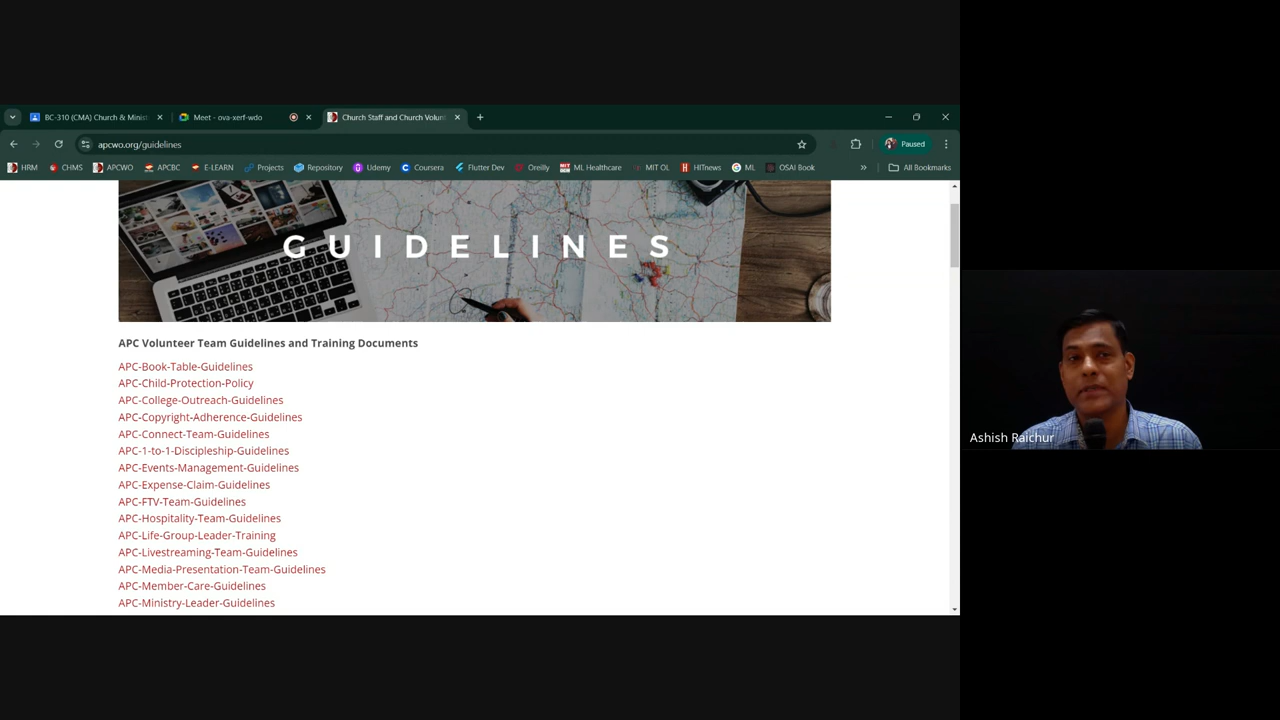 BC-310 (CMA) Church & Minist
Meet - ova-xerf-wdo
Church Staff and Church Volun
apcwo.org/guidelines
Paused
HRM
CHMS
APCWO
APCBC
E-LEARN
Projects
Repository
Udemy
Coursera
Flutter Dev
Oreilly
ML Healthcare
MIT OL
HITnews
ML
OSAI Book
All Bookmarks
GUIDELINES
APC Volunteer Team Guidelines and Training Documents
APC-Book-Table-Guidelines
APC-Child-Protection-Policy
APC-College-Outreach-Guidelines
APC-Copyright-Adherence-Guidelines
APC-Connect-Team-Guidelines
APC-1-to-1-Discipleship-Guidelines
APC-Events-Management-Guidelines
APC-Expense-Claim-Guidelines
APC-FTV-Team-Guidelines
APC-Hospitality-Team-Guidelines
APC-Life-Group-Leader-Training
APC-Livestreaming-Team-Guidelines
APC-Media-Presentation-Team-Guidelines
APC-Member-Care-Guidelines
APC-Ministry-Leader-Guidelines
Ashish Raichur